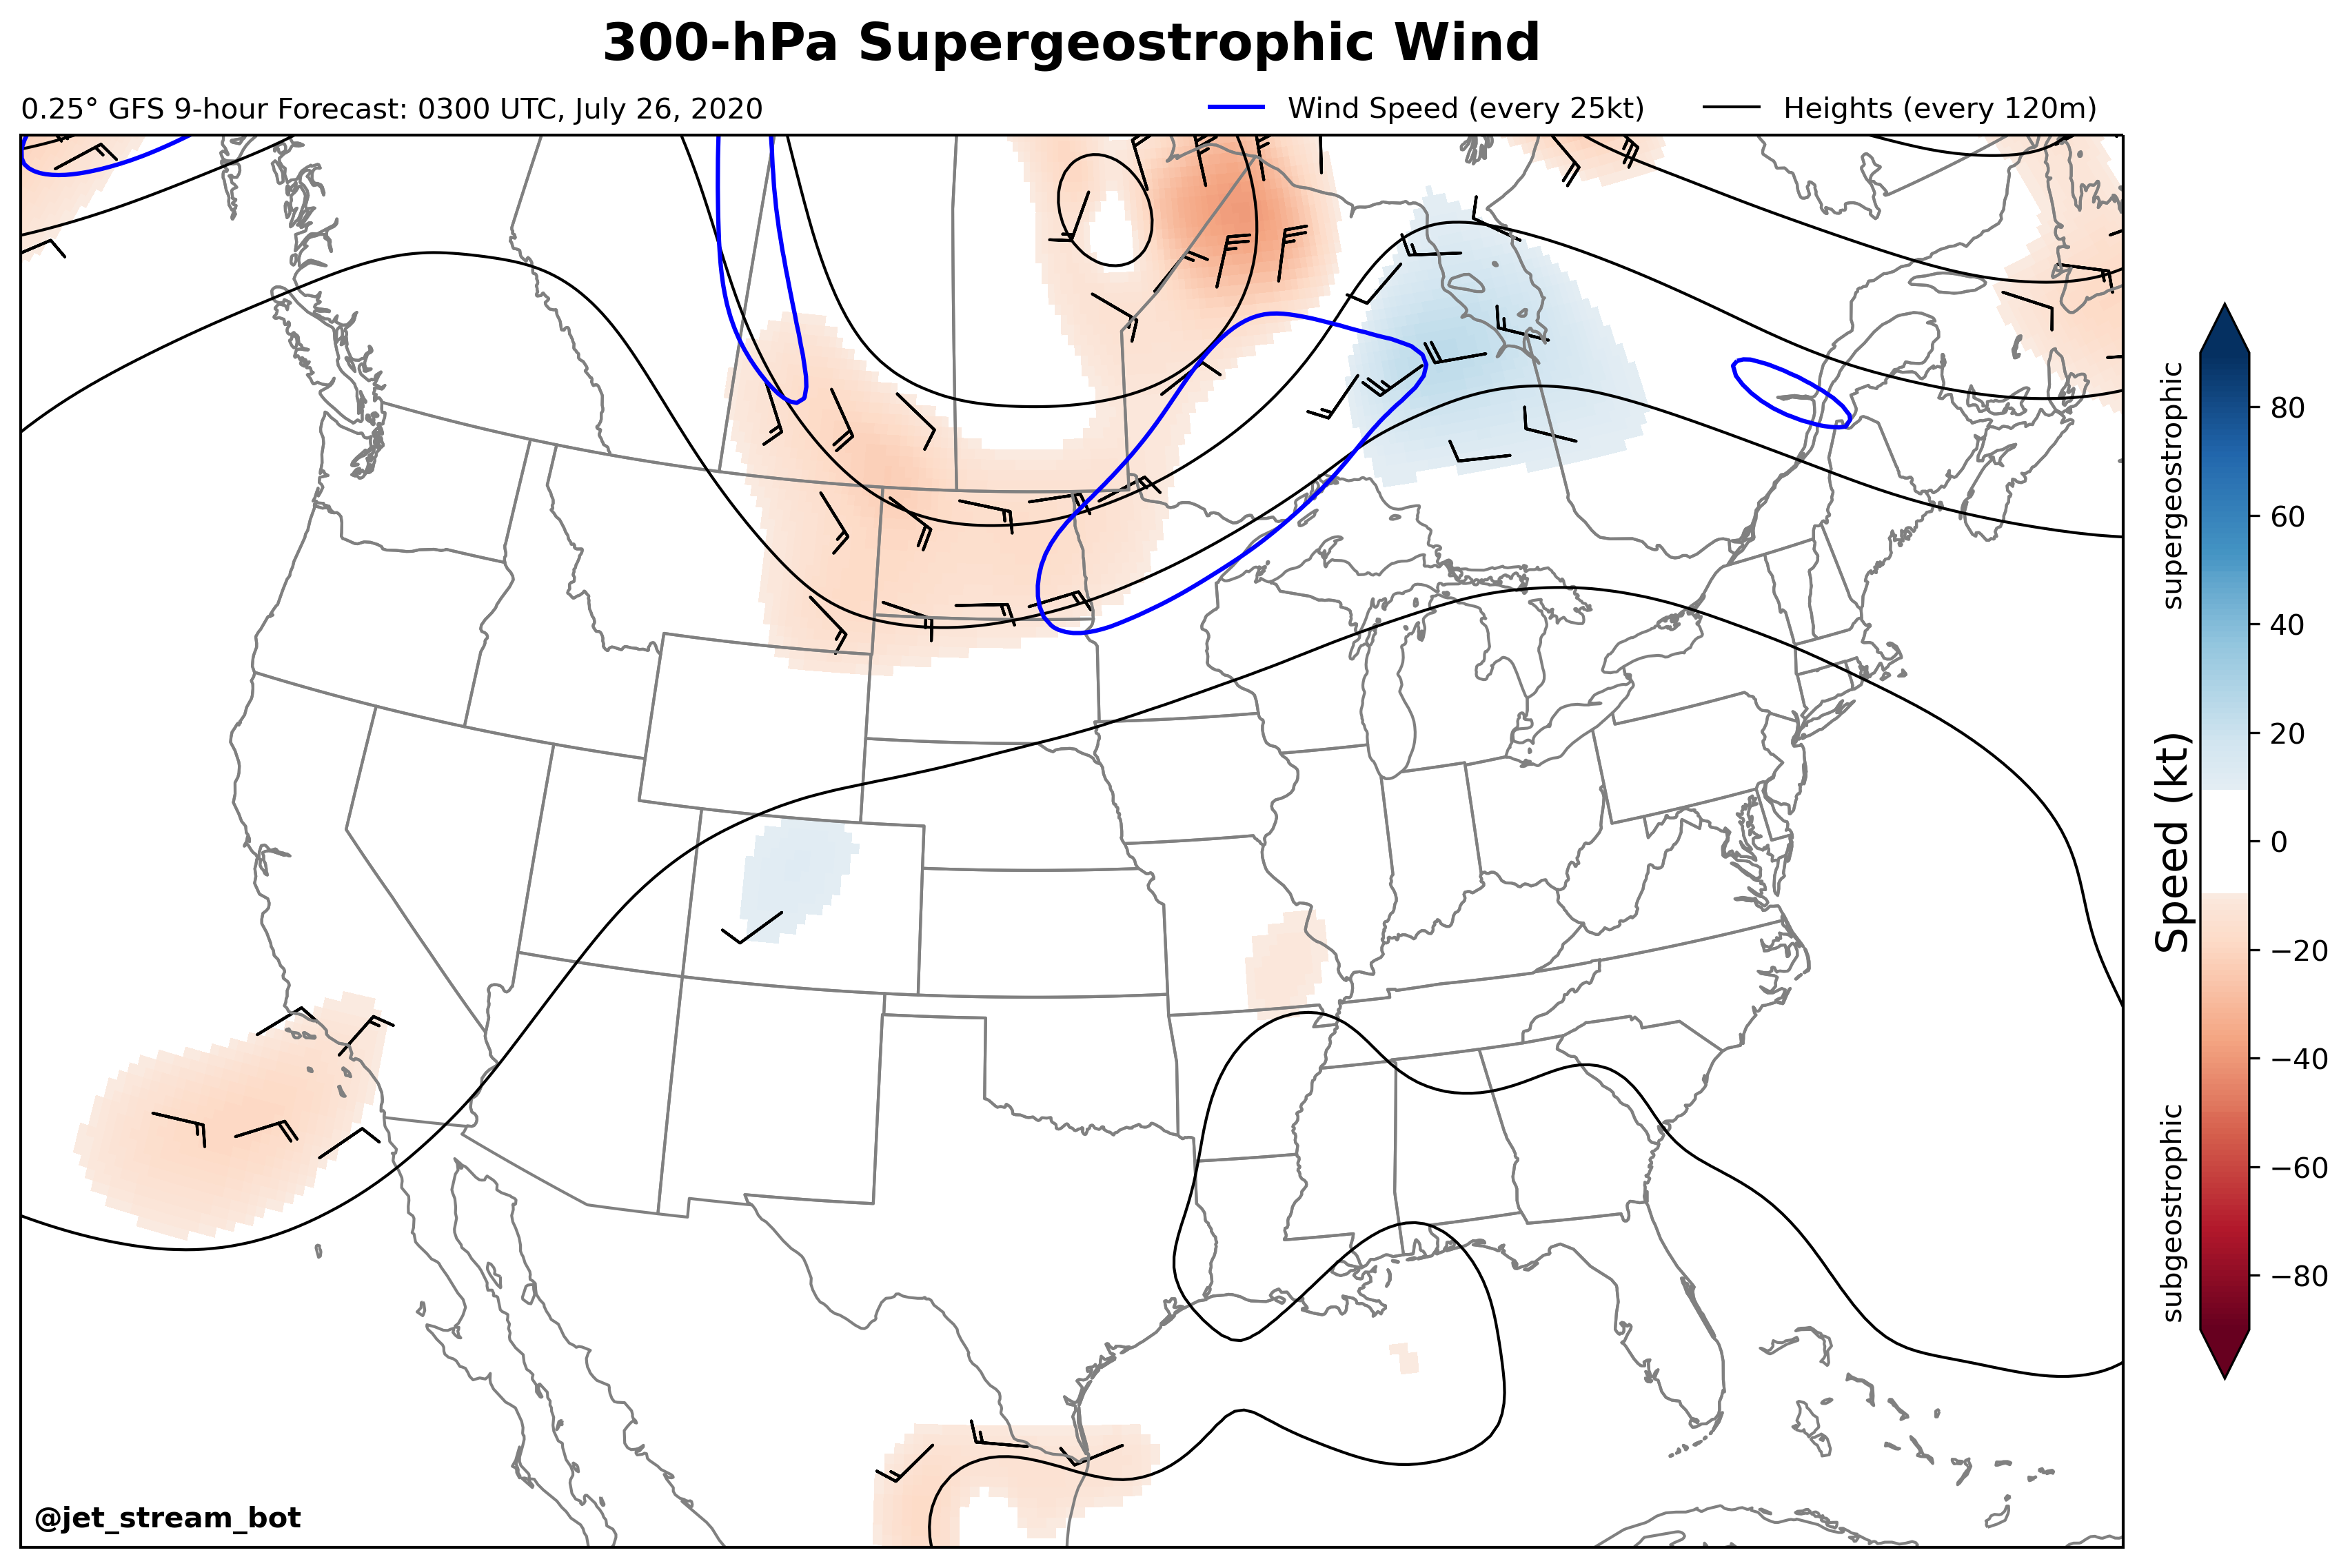 300-hPa Supergeostrophic Wind
0.25° GFS 9-hour Forecast: 0300 UTC, July 26, 2020
Wind Speed (every 25kt)
Heights (every 120m)
supergeostrophic
Speed (kt)
subgeostrophic
80
60
40
20
0
−20
−40
−60
−80
@jet_stream_bot